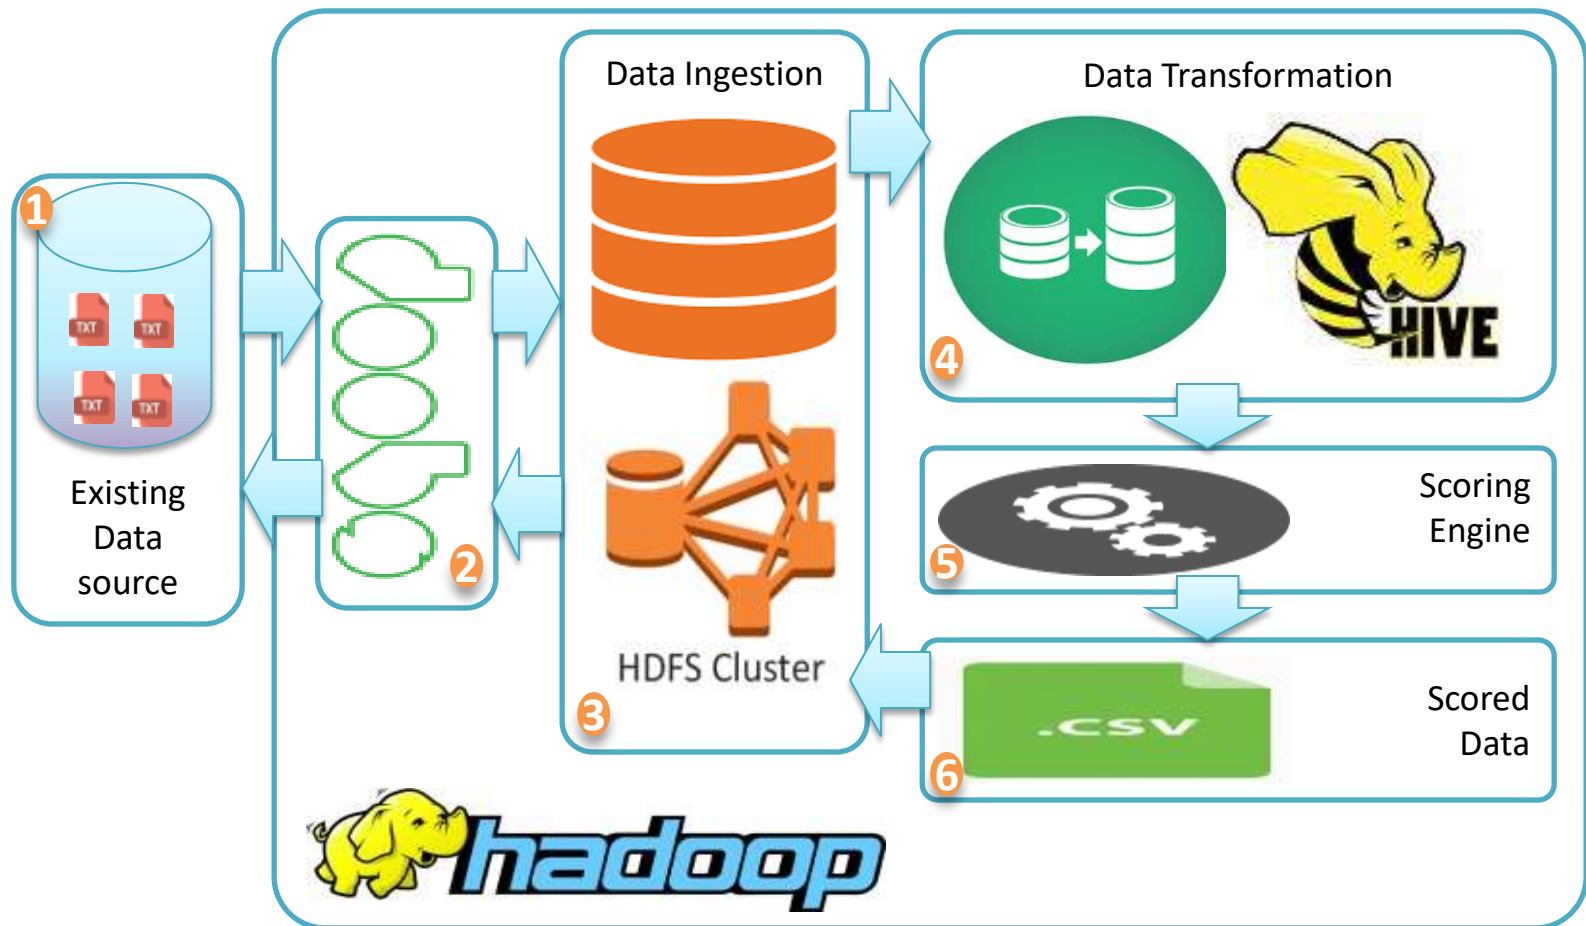 1
TXT
TXT
TXT
TXT
Existing
Data
source
sqoop
2
Data Ingestion
HDFS Cluster
3
Data Transformation
HIVE
4
Scoring
Engine
5
.csv
Scored
Data
6
hadoop